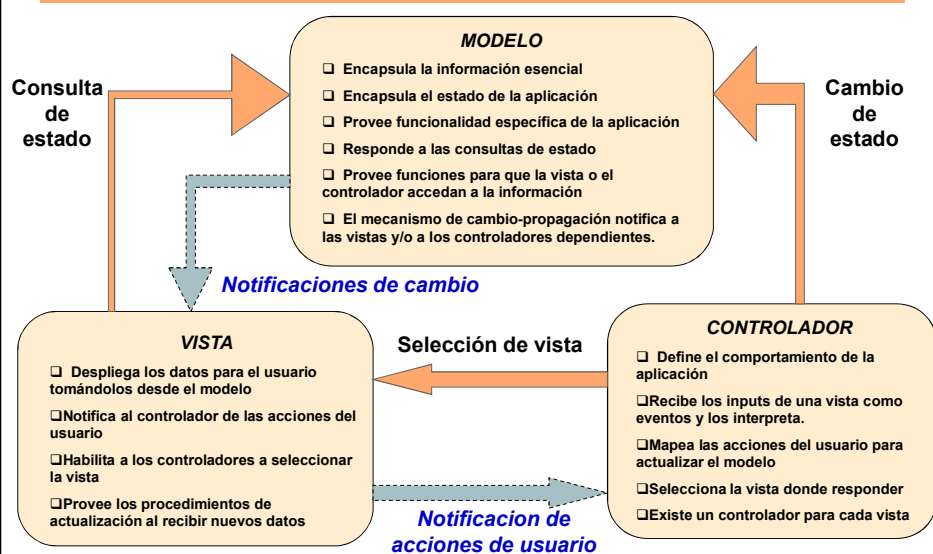 MODELO
❑ Encapsula la información esencial
❑ Encapsula el estado de la aplicación
❑ Provee funcionalidad específica de la aplicación
❑ Responde a las consultas de estado
❑ Provee funciones para que la vista o el
controlador accedan a la información
❑ El mecanismo de cambio-propagación notifica a
las vistas y/o a los controladores dependientes.
Consulta
de
estado
Cambio
de
estado
Notificaciones de cambio
VISTA
❑ Despliega los datos para el usuario
tomándolos desde el modelo
❑Notifica al controlador de las acciones del
usuario
❑Habilita a los controladores a seleccionar
la vista
❑Provee los procedimientos de
actualización al recibir nuevos datos
Selección de vista
CONTROLADOR
❑ Define el comportamiento de la
aplicación
❑Recibe los inputs de una vista como
eventos y los interpreta.
❑Mapea las acciones del usuario para
actualizar el modelo
❑Selecciona la vista donde responder
❑Existe un controlador para cada vista
Notificacion de
acciones de usuario